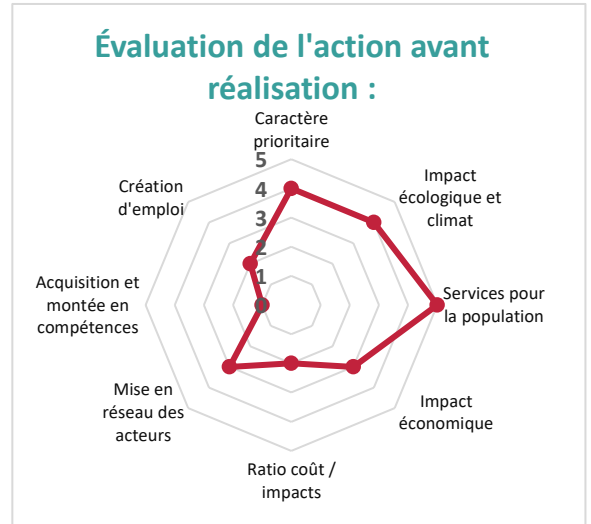 Évaluation de l'action avant
réalisation :
Caractère
prioritaire
Impact
écologique et
climat
Services pour
la population
Impact
économique
Ratio coût /
impacts
Mise en
réseau des
acteurs
Acquisition et
montée en
compétences
Création
d'emploi
5
4
3
2
1